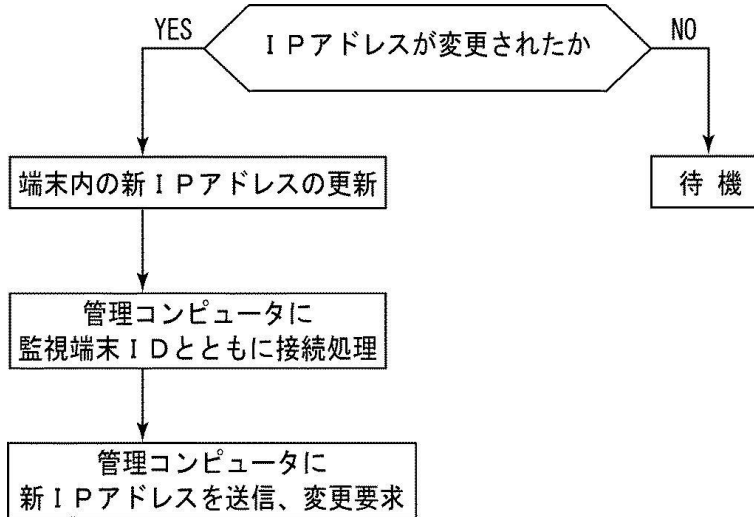 YES
IPアドレスが変更されたか
NO
端末内の新IPアドレスの更新
待機
管理コンピュータに
監視端末IDとともに接続処理
管理コンピュータに
新IPアドレスを送信、変更要求